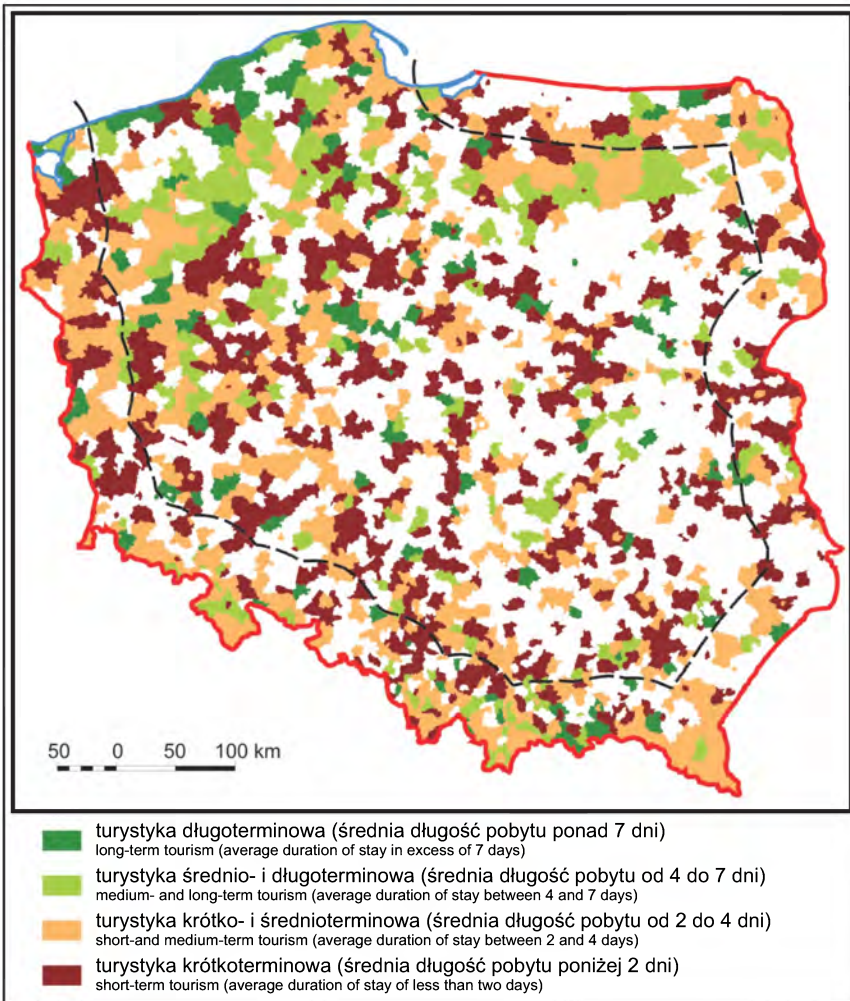 50 0 50 100 km
turystyka długoterminowa (średnia długość pobytu ponad 7 dni)
long-term tourism (average duration of stay in excess of 7 days)
turystyka średnio- i długoterminowa (średnia długość pobytu od 4 do 7 dni)
medium- and long-term tourism (average duration of stay between 4 and 7 days)
turystyka krótko- i średnioterminowa (średnia długość pobytu od 2 do 4 dni)
short-and medium-term tourism (average duration of stay between 2 and 4 days)
turystyka krótkoterminowa (średnia długość pobytu poniżej 2 dni)
short-term tourism (average duration of stay of less than two days)